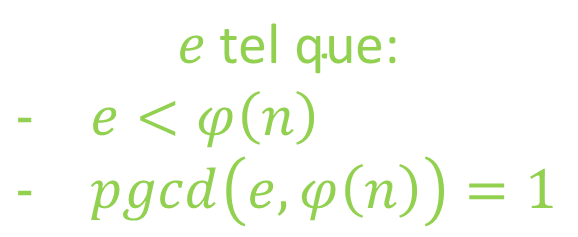 e tel que:
- e < φ(n)
- pgcd(e, φ(n)) = 1